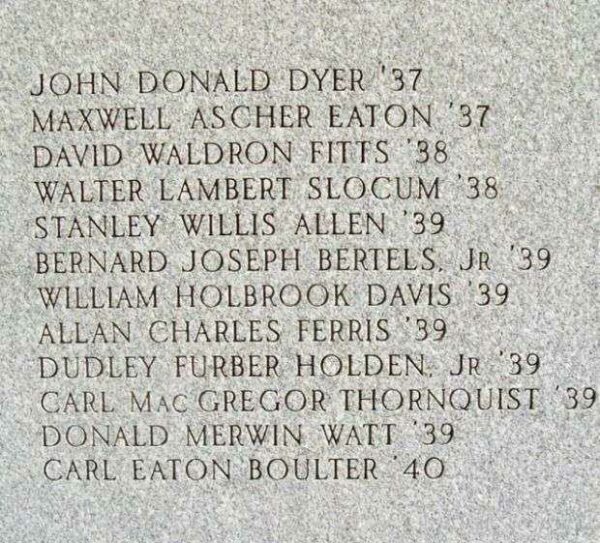 JOHN DONALD DYER '37
MAXWELL ASCHER EATON '37
DAVID WALDRON FITTS '38
WALTER LAMBERT SLOCUM '38
STANLEY WILLIS ALLEN '39
BERNARD JOSEPH BERTELS, JR '39
WILLIAM HOLBROOK DAVIS '39
ALLAN CHARLES FERRIS '39
DUDLEY FURBER HOLDEN, JR '39
CARL MAC GREGOR THORNQUIST '39
DONALD MERWIN WATT '39
CARL EATON BOULTER '40